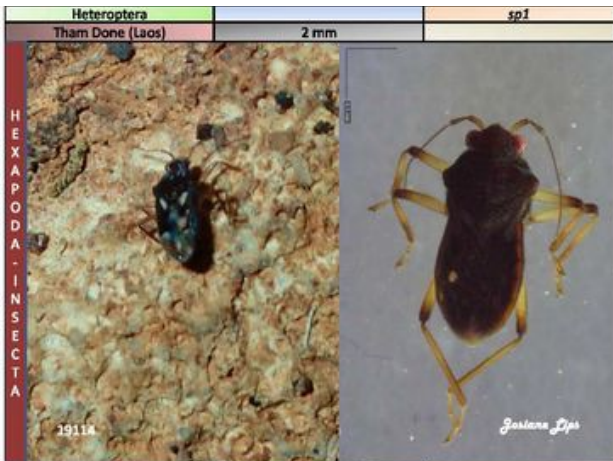 Heteroptera
sp1
Tham Done (Laos)
2 mm
HEXAPODA-INSECTA
19114
Josiane Lips